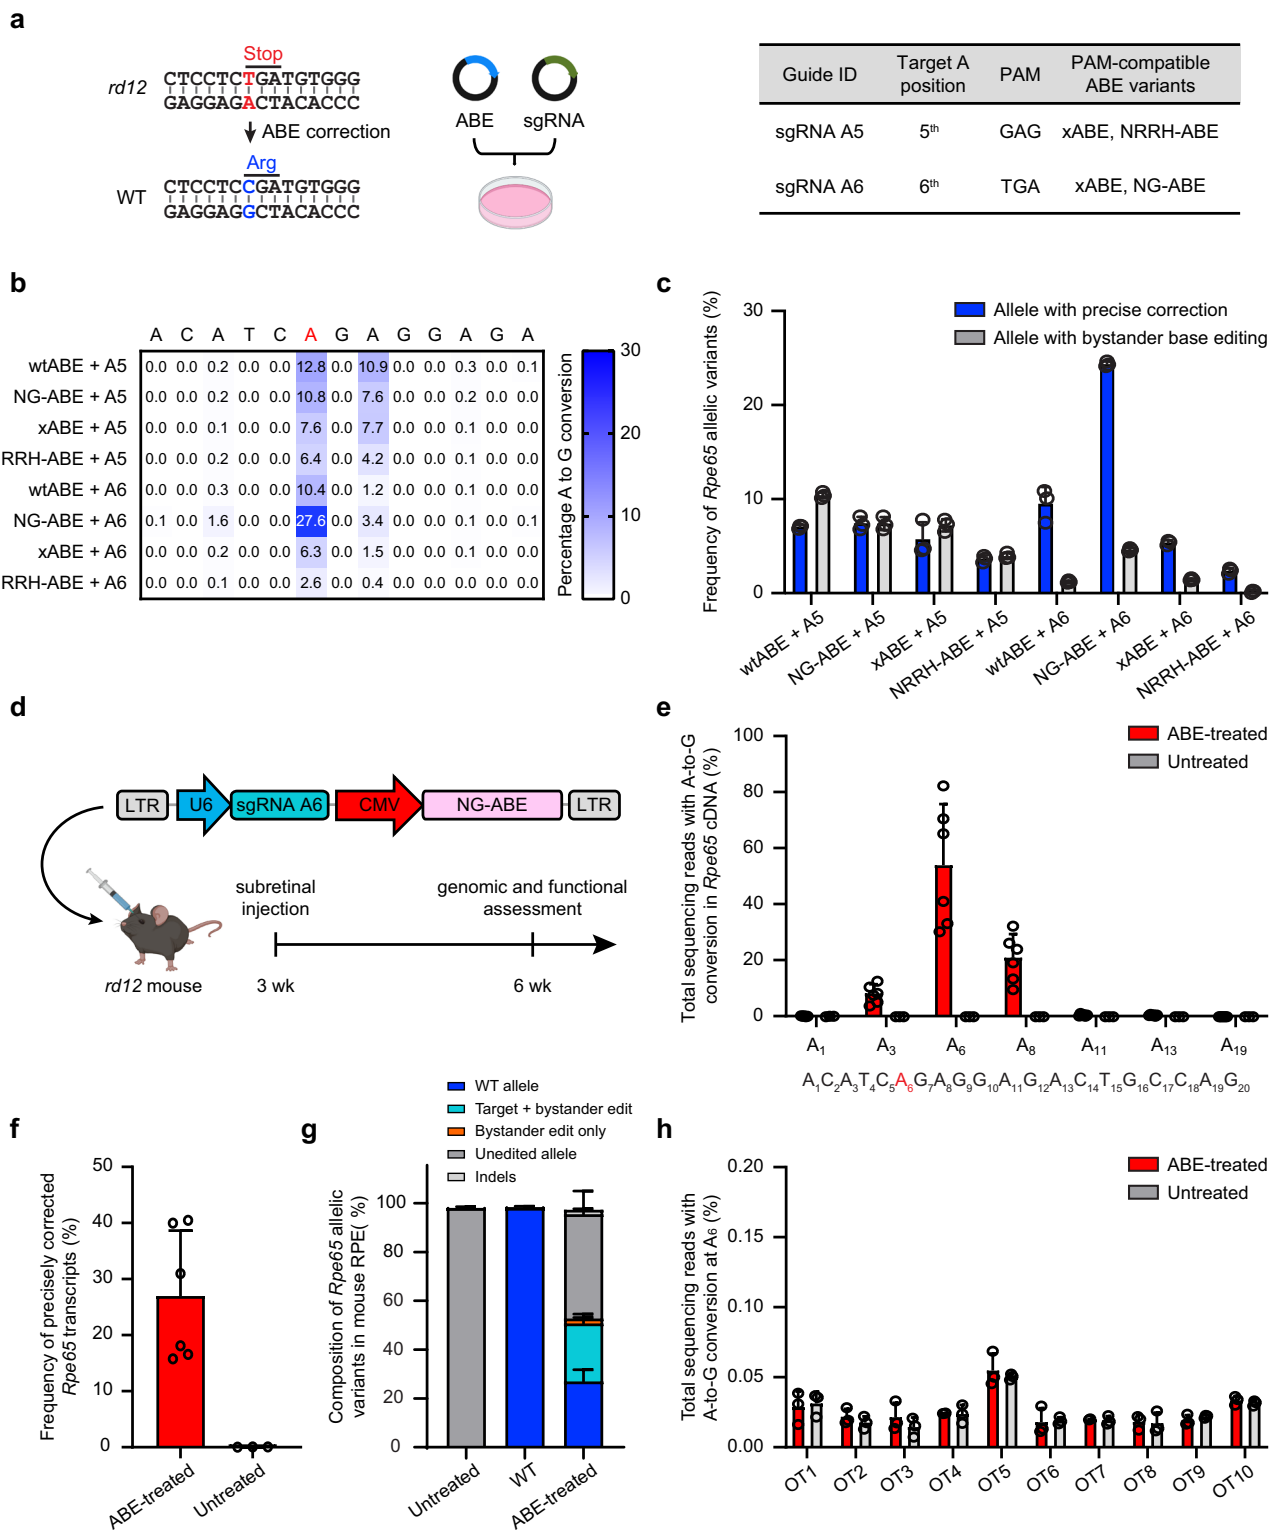 a
rd12
Stop
CTCCTCTGATGTGGG
GAGGAGACTACACCC
ABE correction
Arg
WT
CTCCTCCGATGTGGG
GAGGAGGCTACACCC
ABE sgRNA
Guide ID Target A position PAM PAM-compatible ABE variants
sgRNA A5 5th GAG xABE, NRRH-ABE
sgRNA A6 6th TGA xABE, NG-ABE
b
A C A T C A G A G G A G A
wtABE + A5 0.0 0.0 0.2 0.0 0.0 12.8 0.0 10.9 0.0 0.0 0.3 0.0 0.1
NG-ABE + A5 0.0 0.0 0.2 0.0 0.0 10.8 0.0 7.6 0.0 0.0 0.2 0.0 0.0
xABE + A5 0.0 0.0 0.1 0.0 0.0 7.6 0.0 7.7 0.0 0.0 0.1 0.0 0.0
RRH-ABE + A5 0.0 0.0 0.2 0.0 0.0 6.4 0.0 4.2 0.0 0.0 0.1 0.0 0.0
wtABE + A6 0.0 0.0 0.3 0.0 0.0 10.4 0.0 1.2 0.0 0.0 0.1 0.0 0.0
NG-ABE + A6 0.1 0.0 1.6 0.0 0.0 27.6 0.0 3.4 0.0 0.0 0.1 0.0 0.1
xABE + A6 0.0 0.0 0.2 0.0 0.0 6.3 0.0 1.5 0.0 0.0 0.1 0.0 0.0
RRH-ABE + A6 0.0 0.0 0.1 0.0 0.0 2.6 0.0 0.4 0.0 0.0 0.0 0.0 0.0
30
20
10
0
Percentage A to G conversion
c
Frequency of Rpe65 allelic variants (%)
30
20
10
0
Allele with precise correction
Allele with bystander base editing
wtABE + A5
NG-ABE + A5
xABE + A5
NRRH-ABE + A5
wtABE + A6
NG-ABE + A6
xABE + A6
NRRH-ABE + A6
d
LTR U6 sgRNA A6 CMV NG-ABE LTR
subretinal injection
genomic and functional assessment
rd12 mouse
3 wk
6 wk
e
Total sequencing reads with A-to-G
conversion in Rpe65 cDNA (%)
100
80
60
40
20
0
ABE-treated
Untreated
A1 A3 A6 A8 A11 A13 A19
A1C2A3T4C5A6G7A8G9G10A11G12A13C14T15G16C17C18A19G20
f
Frequency of precisely corrected
Rpe65 transcripts (%)
50
40
30
20
10
0
ABE-treated
Untreated
g
WT allele
Target + bystander edit
Bystander edit only
Unedited allele
Indels
Composition of Rpe65 allelic
variants in mouse RPE( %)
100
80
60
40
20
0
Untreated
WT
ABE-treated
h
Total sequencing reads with
A-to-G conversion at A6 (%)
0.20
0.15
0.10
0.05
0.00
ABE-treated
Untreated
OT1
OT2
OT3
OT4
OT5
OT6
OT7
OT8
OT9
OT10